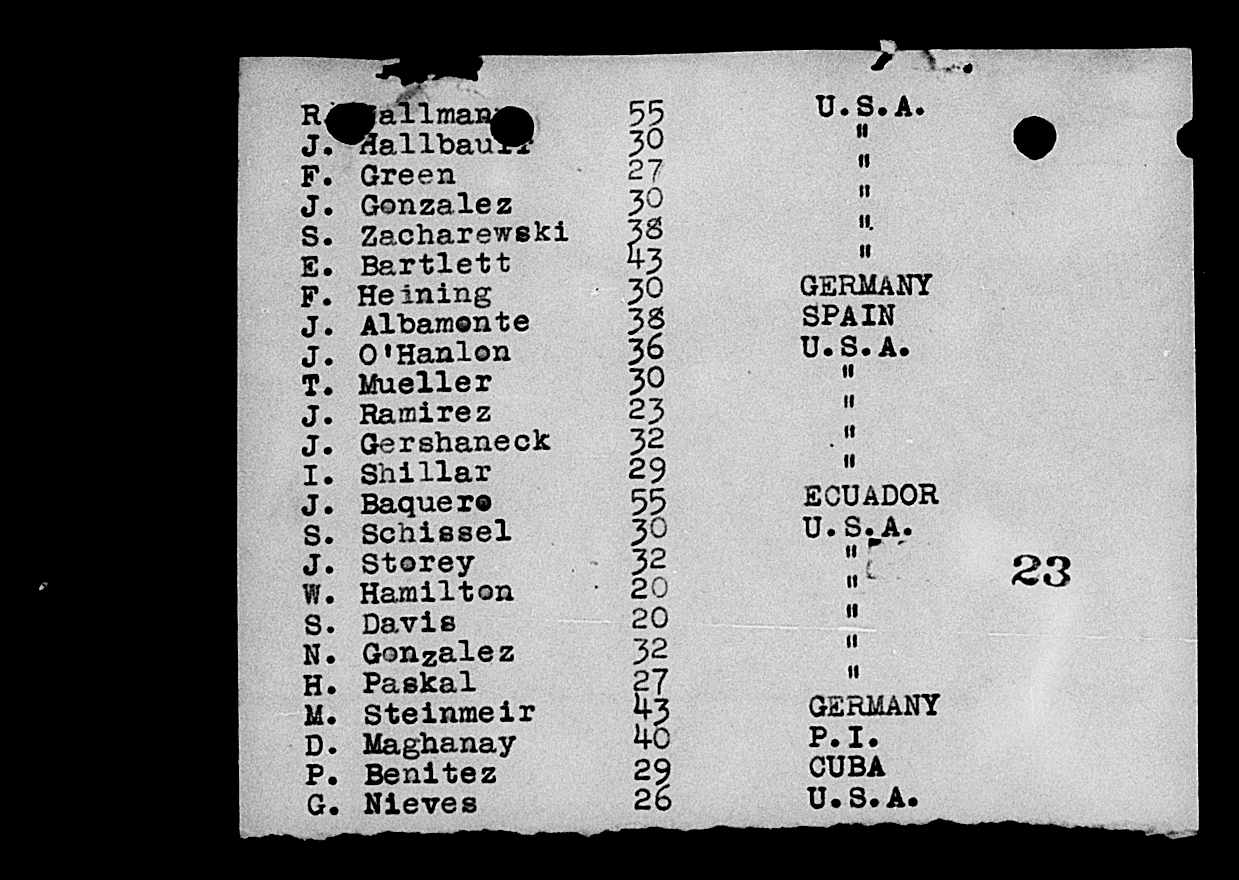 R. 55 U.S.A.
J. 30 "
F. Green 27 "
J. Gonzalez 30 "
S. Zacharewski 38 "
E. Bartlett 43 "
F. Heining 30 GERMANY
J. Albamonte 38 SPAIN
J. O'Hanlon 36 U.S.A.
T. Mueller 30 "
J. Ramirez 23 "
J. Gershaneck 32 "
I. Shillar 29 "
J. Baquero 55 ECUADOR
S. Schissel 30 U.S.A.
J. Storey 32 "
W. Hamilton 20 " 23
S. Davis 20 "
N. Gonzalez 32 "
H. Paskal 27 "
M. Steinmeir 43 GERMANY
D. Maghanay 40 P.I.
P. Benitez 29 CUBA
G. Nieves 26 U.S.A.